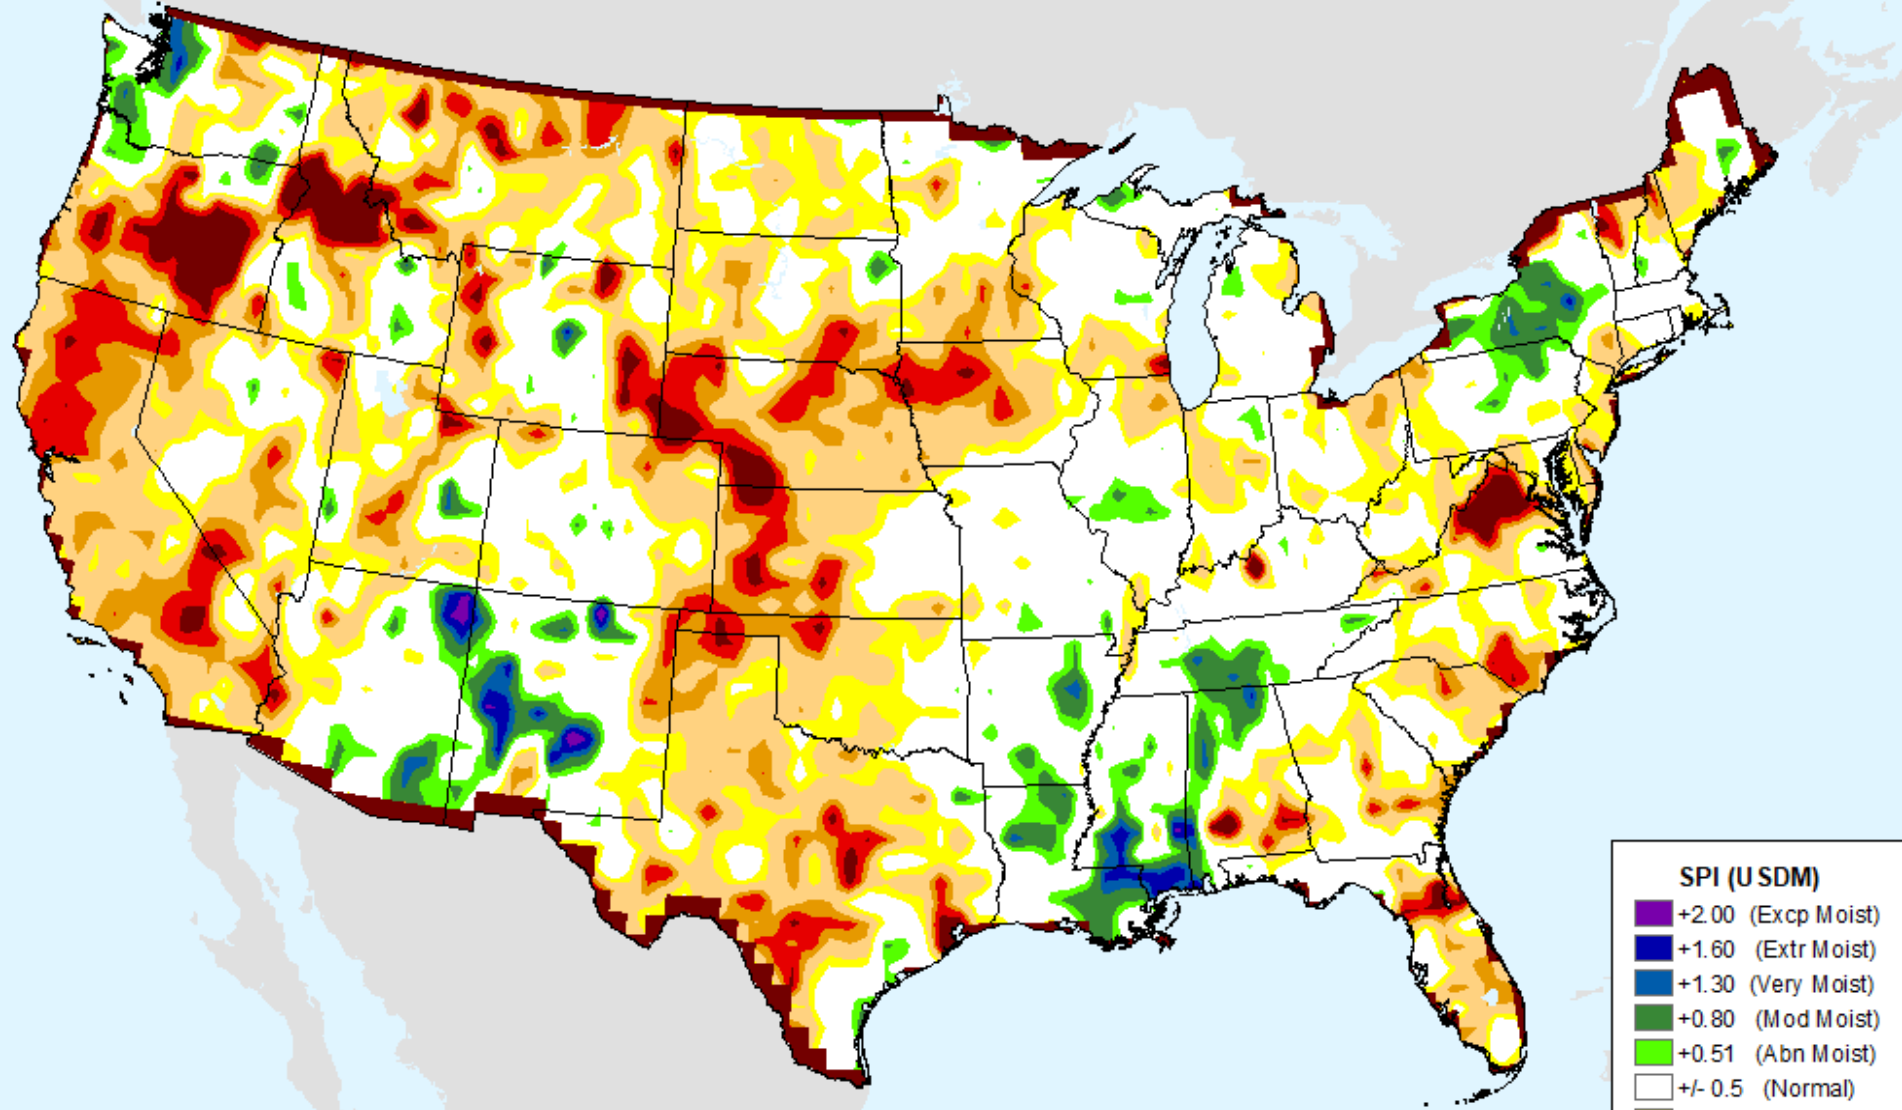 SPI (USDM)
+2.00 (Excp Moist)
+1.60 (Extr Moist)
+1.30 (Very Moist)
+0.80 (Mod Moist)
+0.51 (Abn Moist)
+/- 0.5 (Normal)